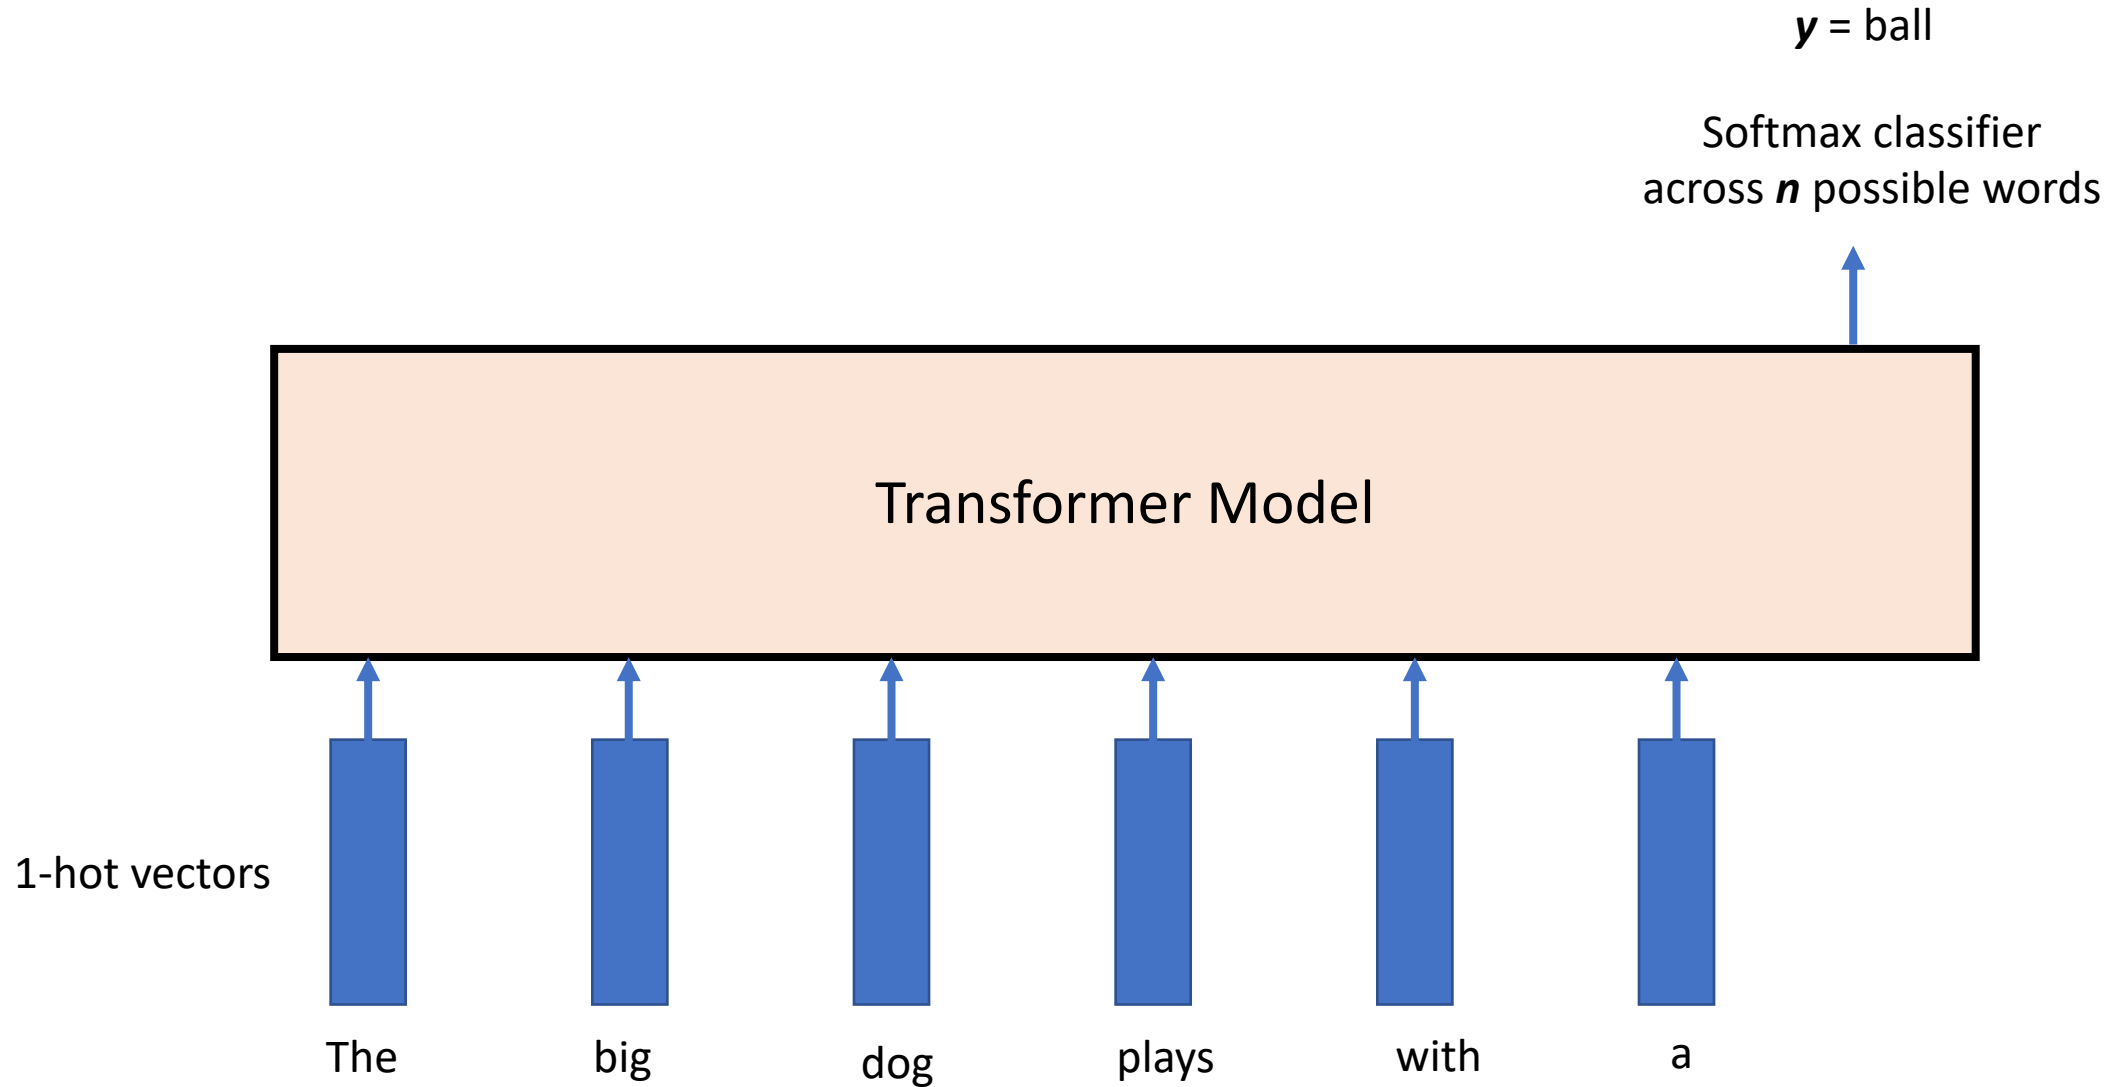 y = ball
Softmax classifier
across n possible words
Transformer Model
1-hot vectors
The big dog plays with a